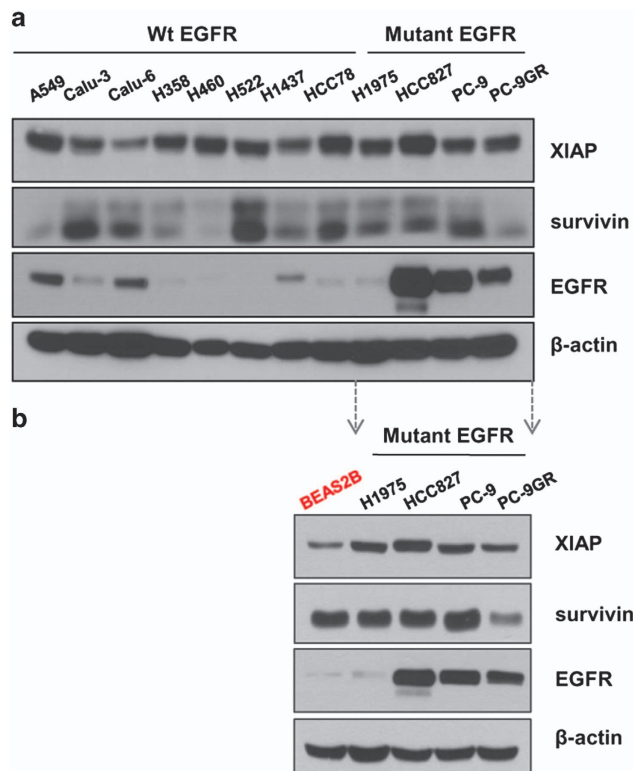 a
Wt EGFR Mutant EGFR
A549 Calu-3 Calu-6 H358 H460 H522 H1437 HCC78 H1975 HCC827 PC-9 PC-9GR
XIAP
survivin
EGFR
β-actin
b
Mutant EGFR
BEAS2B H1975 HCC827 PC-9 PC-9GR
XIAP
survivin
EGFR
β-actin